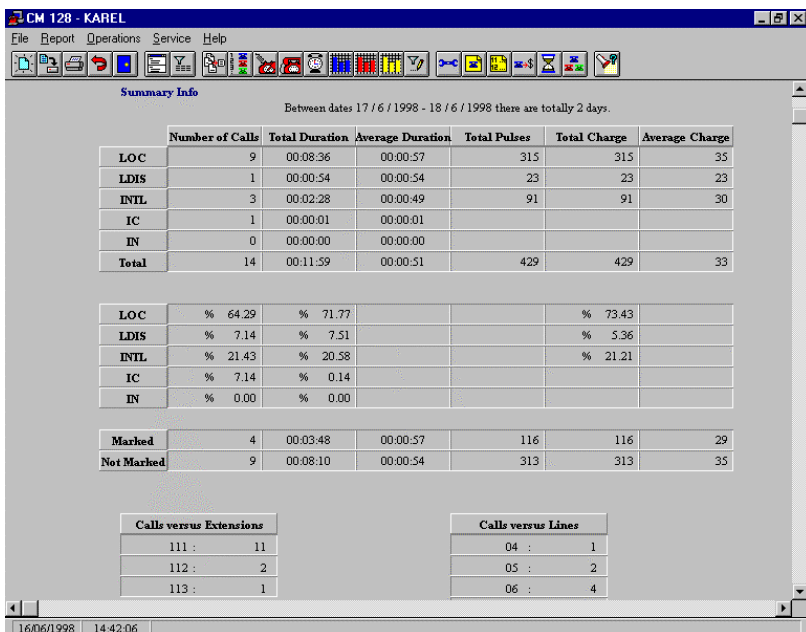 CM 128 - KAREL
File Report Operations Service Help
Summary Info
Between dates 17 / 6 / 1998 - 18 / 6 / 1998 there are totally 2 days.
Number of Calls Total Duration Average Duration Total Pulses Total Charge Average Charge
LOC 9 00:08:36 00:00:57 315 315 35
LDIS 1 00:00:54 00:00:54 23 23 23
INTL 3 00:02:28 00:00:49 91 91 30
IC 1 00:00:01 00:00:01
IN 0 00:00:00 00:00:00
Total 14 00:11:59 00:00:51 429 429 33
LOC % 64.29 % 71.77 % 73.43
LDIS % 7.14 % 7.51 % 5.36
INTL % 21.43 % 20.58 % 21.21
IC % 7.14 % 0.14
IN % 0.00 % 0.00
Marked 4 00:03:48 00:00:57 116 116 29
Not Marked 9 00:08:10 00:00:54 313 313 35
Calls versus Extensions Calls versus Lines
111 : 11 04 : 1
112 : 2 05 : 2
113 : 1 06 : 4
16/06/1998 14:42:06